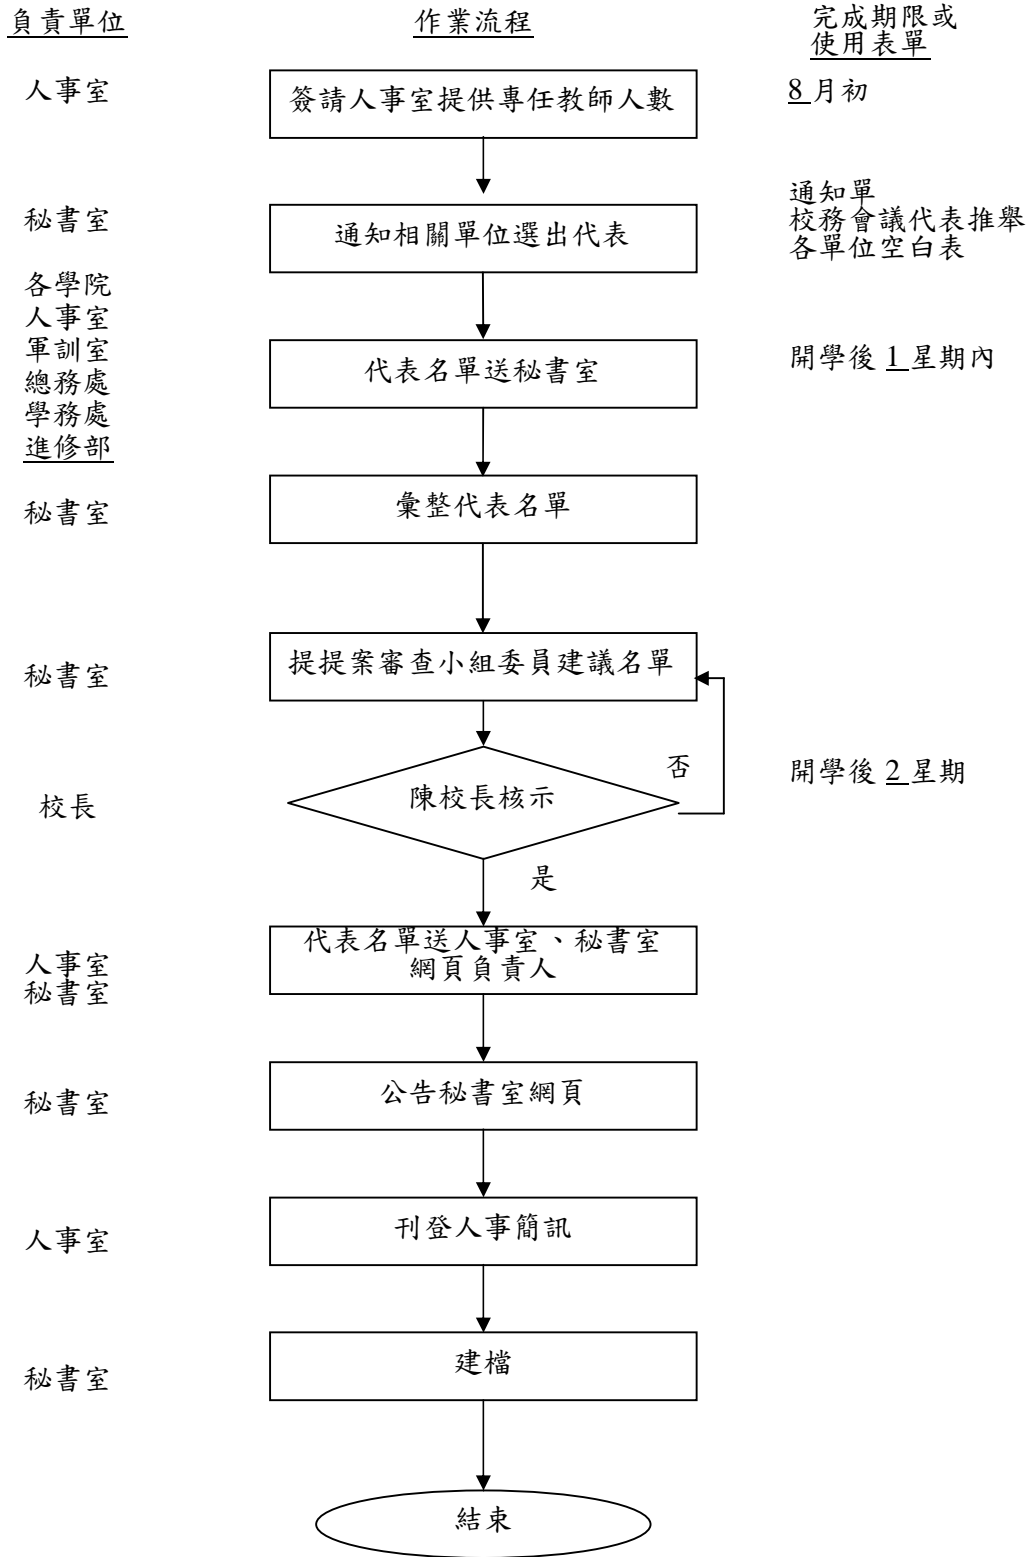 負責單位
作業流程
完成期限或
使用表單
人事室
簽請人事室提供專任教師人數
8 月初
秘書室
通知相關單位選出代表
通知單
校務會議代表推舉
各單位空白表
各學院
人事室
軍訓室
總務處
學務處
進修部
代表名單送秘書室
開學後 1 星期內
秘書室
彙整代表名單
秘書室
提提案審查小組委員建議名單
校長
陳校長核示
否
開學後 2 星期
是
人事室
秘書室
代表名單送人事室、秘書室
網頁負責人
秘書室
公告秘書室網頁
人事室
刊登人事簡訊
秘書室
建檔
結束